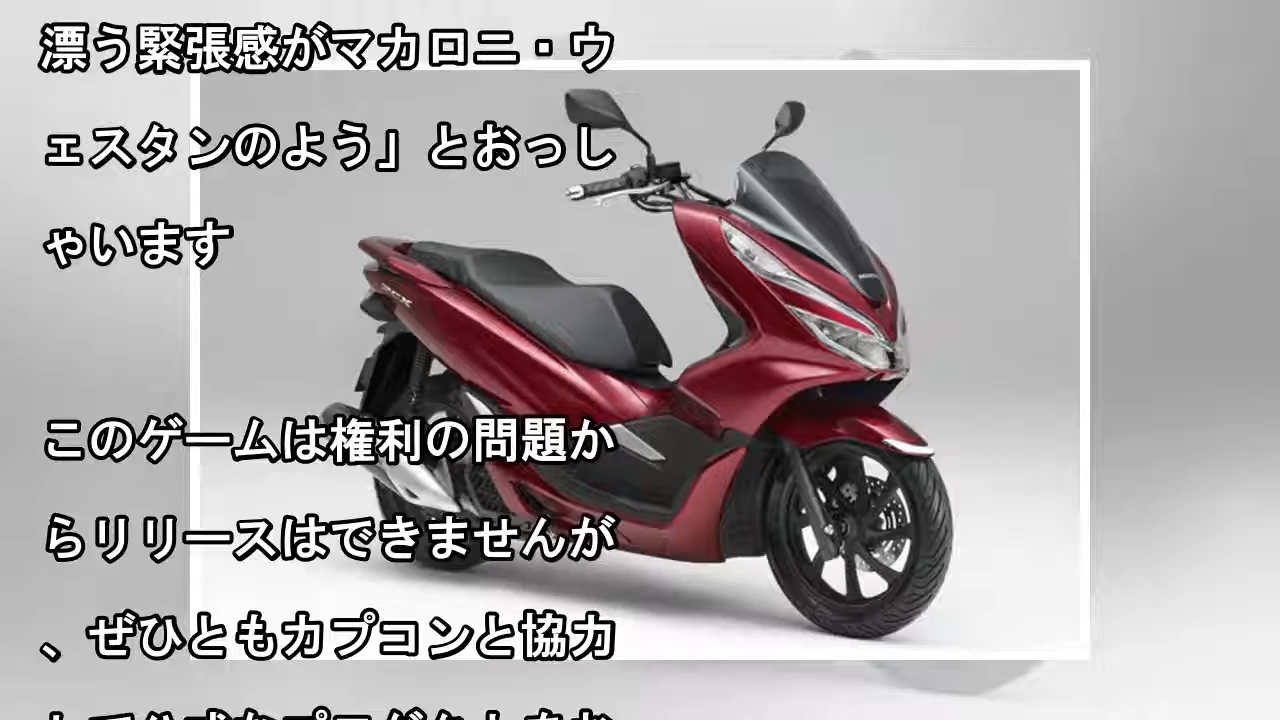 漂う緊張感がマカロニ・ウ
ェスタンのよう」とおっし
ゃいます
このゲームは権利の問題か
らリリースはできませんが
、ぜひともカプコンと協力
PCX